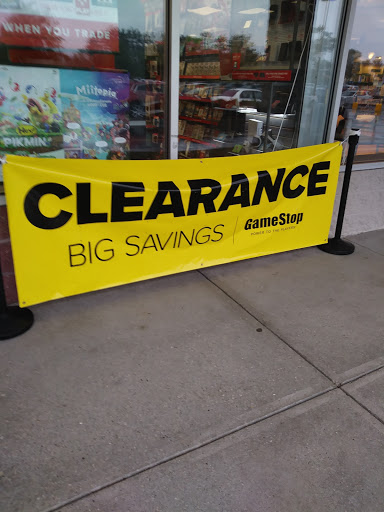 WHEN YOU TRADE
Miitopia
PIKMIN
CLEARANCE
BIG SAVINGS
GameStop
POWER TO THE PLAYERS